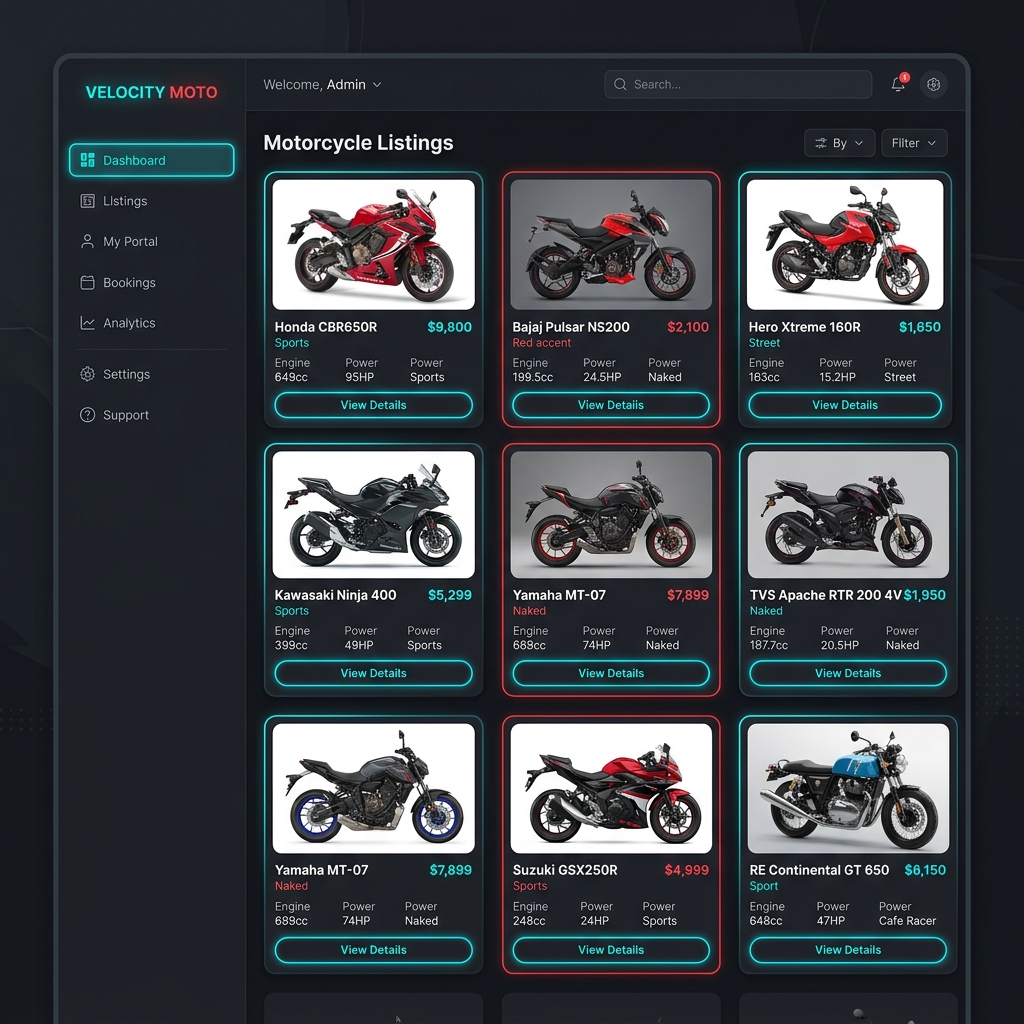 VELOCITY MOTO
Welcome, Admin
Search...
1
Dashboard
Listings
My Portal
Bookings
Analytics
Settings
Support
Motorcycle Listings
By
Filter
Honda CBR650R $9,800
Sports
Engine Power Power
649cc 95HP Sports
View Details
Bajaj Pulsar NS200 $2,100
Red accent
Engine Power Power
199.5cc 24.5HP Naked
View Details
Hero Xtreme 160R $1,650
Street
Engine Power Power
163cc 15.2HP Street
View Details
Kawasaki Ninja 400 $5,299
Sports
Engine Power Power
399cc 49HP Sports
View Details
Yamaha MT-07 $7,899
Naked
Engine Power Power
688cc 74HP Naked
View Details
TVS Apache RTR 200 4V $1,950
Naked
Engine Power Power
187.7cc 20.5HP Naked
View Details
Yamaha MT-07 $7,899
Naked
Engine Power Power
689cc 74HP Naked
View Details
Suzuki GSX250R $4,999
Sports
Engine Power Power
248cc 24HP Sports
View Details
RE Continental GT 650 $6,150
Sport
Engine Power Power
648cc 47HP Cafe Racer
View Details